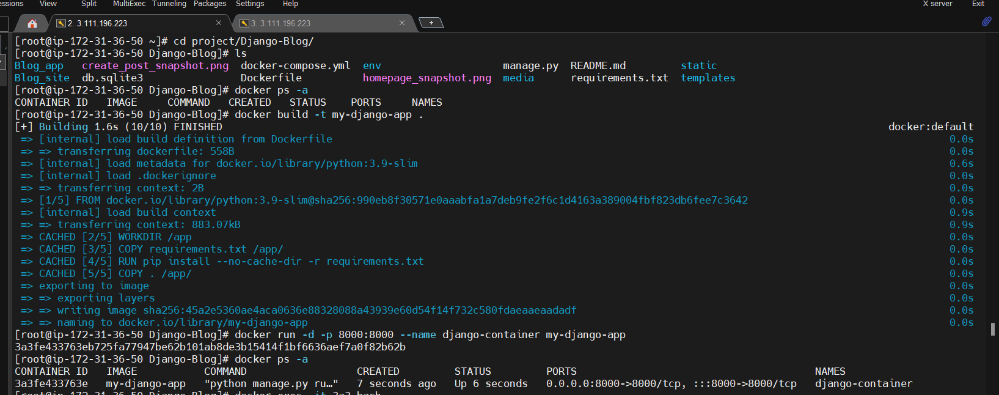 essions View Split MultiExec Tunneling Packages Settings Help X server Exit
2. 3.111.196.223 3. 3.111.196.223
[root@ip-172-31-36-50 ~]# cd project/Django-Blog/
[root@ip-172-31-36-50 Django-Blog]# ls
Blog_app create_post_snapshot.png docker-compose.yml env manage.py README.md static
Blog_site db.sqlite3 Dockerfile homepage_snapshot.png media requirements.txt templates
[root@ip-172-31-36-50 Django-Blog]# docker ps -a
CONTAINER ID IMAGE COMMAND CREATED STATUS PORTS NAMES
[root@ip-172-31-36-50 Django-Blog]# docker build -t my-django-app .
[+] Building 1.6s (10/10) FINISHED docker:default
=> [internal] load build definition from Dockerfile 0.0s
=> => transferring dockerfile: 558B 0.0s
=> [internal] load metadata for docker.io/library/python:3.9-slim 0.6s
=> [internal] load .dockerignore 0.0s
=> => transferring context: 2B 0.0s
=> [1/5] FROM docker.io/library/python:3.9-slim@sha256:990eb8f30571e0aaabfa1a7deb9fe2f6c1d4163a389004fbf823db6fee7c3642 0.0s
=> [internal] load build context 0.9s
=> => transferring context: 883.07kB 0.9s
=> CACHED [2/5] WORKDIR /app 0.0s
=> CACHED [3/5] COPY requirements.txt /app/ 0.0s
=> CACHED [4/5] RUN pip install --no-cache-dir -r requirements.txt 0.0s
=> CACHED [5/5] COPY . /app/ 0.0s
=> exporting to image 0.0s
=> => exporting layers 0.0s
=> => writing image sha256:45a2e5360ae4aca0636e88328088a43939e60d54f14f732c580fdaeaaeaadadf 0.0s
=> => naming to docker.io/library/my-django-app 0.0s
[root@ip-172-31-36-50 Django-Blog]# docker run -d -p 8000:8000 --name django-container my-django-app
3a3fe433763eb725fa77947be62b101ab8de3b15414f1bf6636aef7a0f82b62b
[root@ip-172-31-36-50 Django-Blog]# docker ps -a
CONTAINER ID IMAGE COMMAND CREATED STATUS PORTS NAMES
3a3fe433763e my-django-app "python manage.py ru…" 7 seconds ago Up 6 seconds 0.0.0.0:8000->8000/tcp, :::8000->8000/tcp django-container
[root@ip-172-31-36-50 Django-Blog]# docker exec -it 3a3 bash